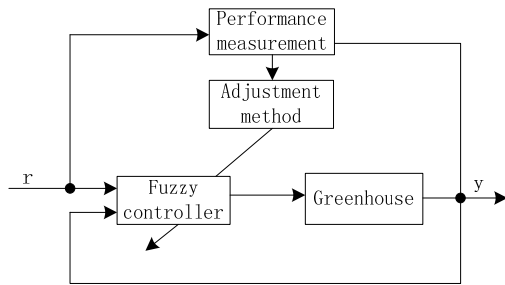 Performance
measurement
Adjustment
method
r
Fuzzy
controller
Greenhouse
y